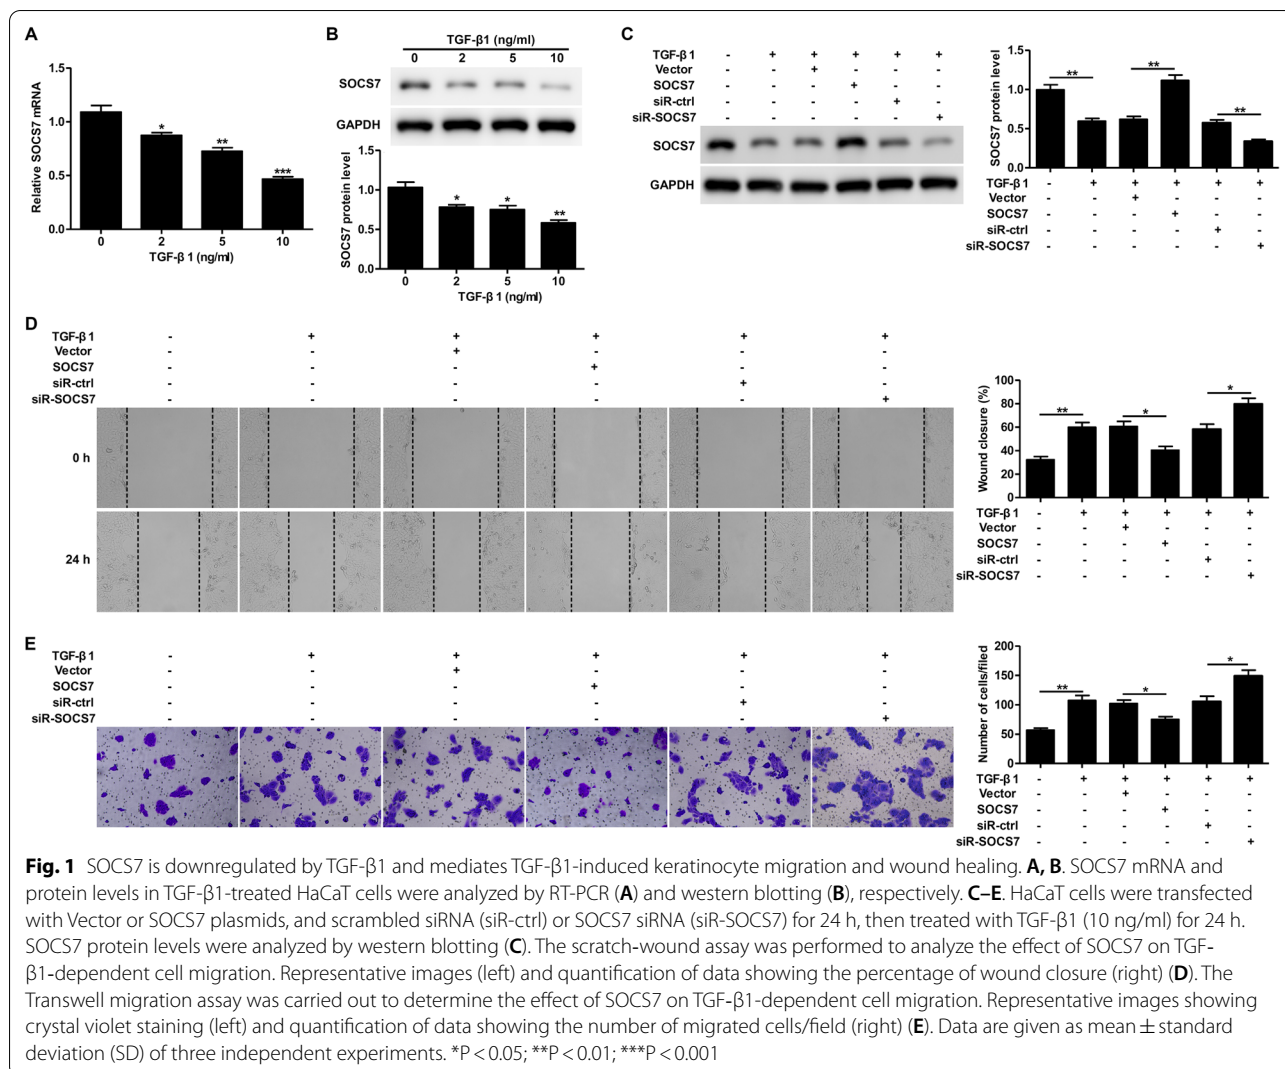 A
Relative SOCS7 mRNA
1.5
1.0
0.5
0.0
*
**
***
0 2 5 10
TGF-β 1 (ng/ml)
B
TGF-β1 (ng/ml)
0 2 5 10
SOCS7
GAPDH
SOCS7 protein level
1.5
1.0
0.5
0.0
*
*
**
0 2 5 10
TGF-β 1 (ng/ml)
C
TGF-β 1 - + + + + +
Vector - - + - - -
SOCS7 - - - + - -
siR-ctrl - - - - + -
siR-SOCS7 - - - - - +
SOCS7
GAPDH
SOCS7 protein level
1.5
1.0
0.5
0.0
**
**
**
TGF-β 1 - + + + + +
Vector - - + - - -
SOCS7 - - - + - -
siR-ctrl - - - - + -
siR-SOCS7 - - - - - +
D
TGF-β 1 - + + + + +
Vector - - + - - -
SOCS7 - - - + - -
siR-ctrl - - - - + -
siR-SOCS7 - - - - - +
0 h
24 h
Wound closure (%)
100
80
60
40
20
0
**
*
*
TGF-β 1 - + + + + +
Vector - - + - - -
SOCS7 - - - + - -
siR-ctrl - - - - + -
siR-SOCS7 - - - - - +
E
TGF-β 1 - + + + + +
Vector - - + - - -
SOCS7 - - - + - -
siR-ctrl - - - - + -
siR-SOCS7 - - - - - +
Number of cells/filed
200
150
100
50
0
**
*
*
TGF-β 1 - + + + + +
Vector - - + - - -
SOCS7 - - - + - -
siR-ctrl - - - - + -
siR-SOCS7 - - - - - +
Fig. 1 SOCS7 is downregulated by TGF-β1 and mediates TGF-β1-induced keratinocyte migration and wound healing. A, B. SOCS7 mRNA and
protein levels in TGF-β1-treated HaCaT cells were analyzed by RT-PCR (A) and western blotting (B), respectively. C–E. HaCaT cells were transfected
with Vector or SOCS7 plasmids, and scrambled siRNA (siR-ctrl) or SOCS7 siRNA (siR-SOCS7) for 24 h, then treated with TGF-β1 (10 ng/ml) for 24 h.
SOCS7 protein levels were analyzed by western blotting (C). The scratch-wound assay was performed to analyze the effect of SOCS7 on TGF-
β1-dependent cell migration. Representative images (left) and quantification of data showing the percentage of wound closure (right) (D). The
Transwell migration assay was carried out to determine the effect of SOCS7 on TGF-β1-dependent cell migration. Representative images showing
crystal violet staining (left) and quantification of data showing the number of migrated cells/field (right) (E). Data are given as mean ± standard
deviation (SD) of three independent experiments. *P < 0.05; **P < 0.01; ***P < 0.001